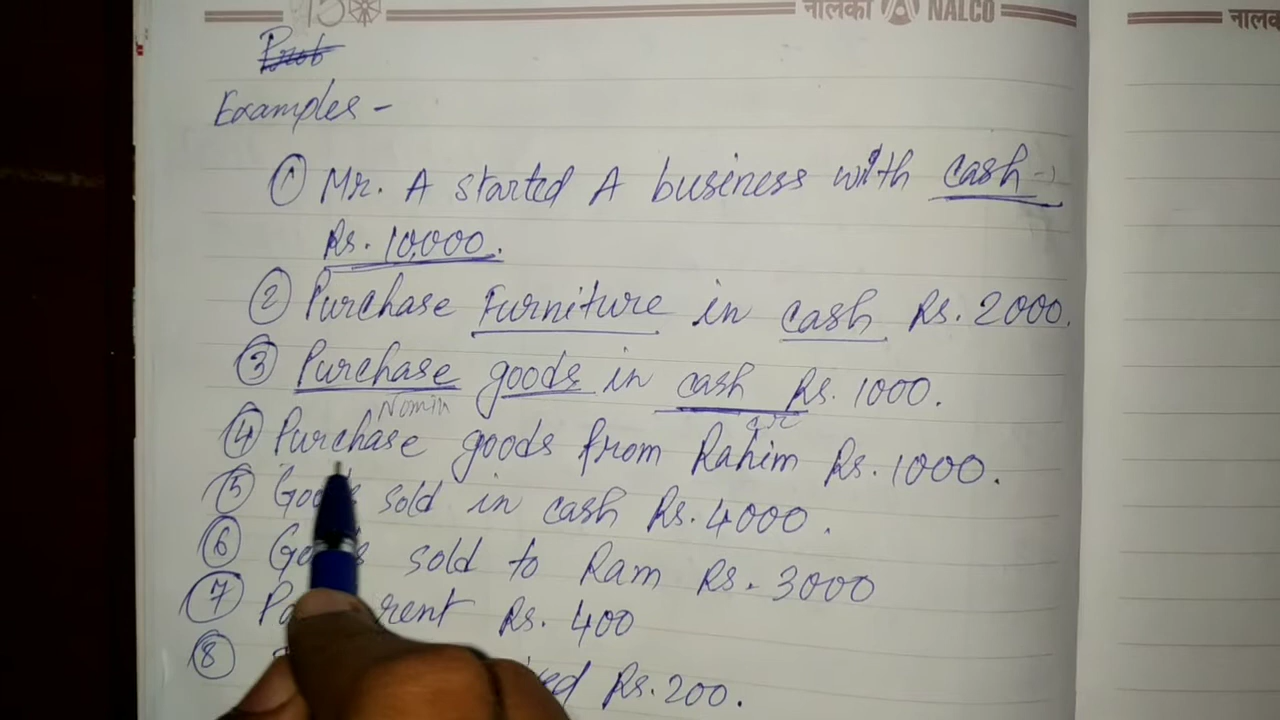 नालको NALCO
नालको
Prob
Examples -
① Mr. A started A business with cash
Rs. 10,000.
② Purchase Furniture in cash Rs. 2000.
③ Purchase goods in cash Rs. 1000.
Nomin
④ Purchase goods from Rahim Rs. 1000.
⑤ Goods sold in cash Rs. 4000.
⑥ Goods sold to Ram Rs. 3000
⑦ rent Rs. 400
⑧ Rs. 200.